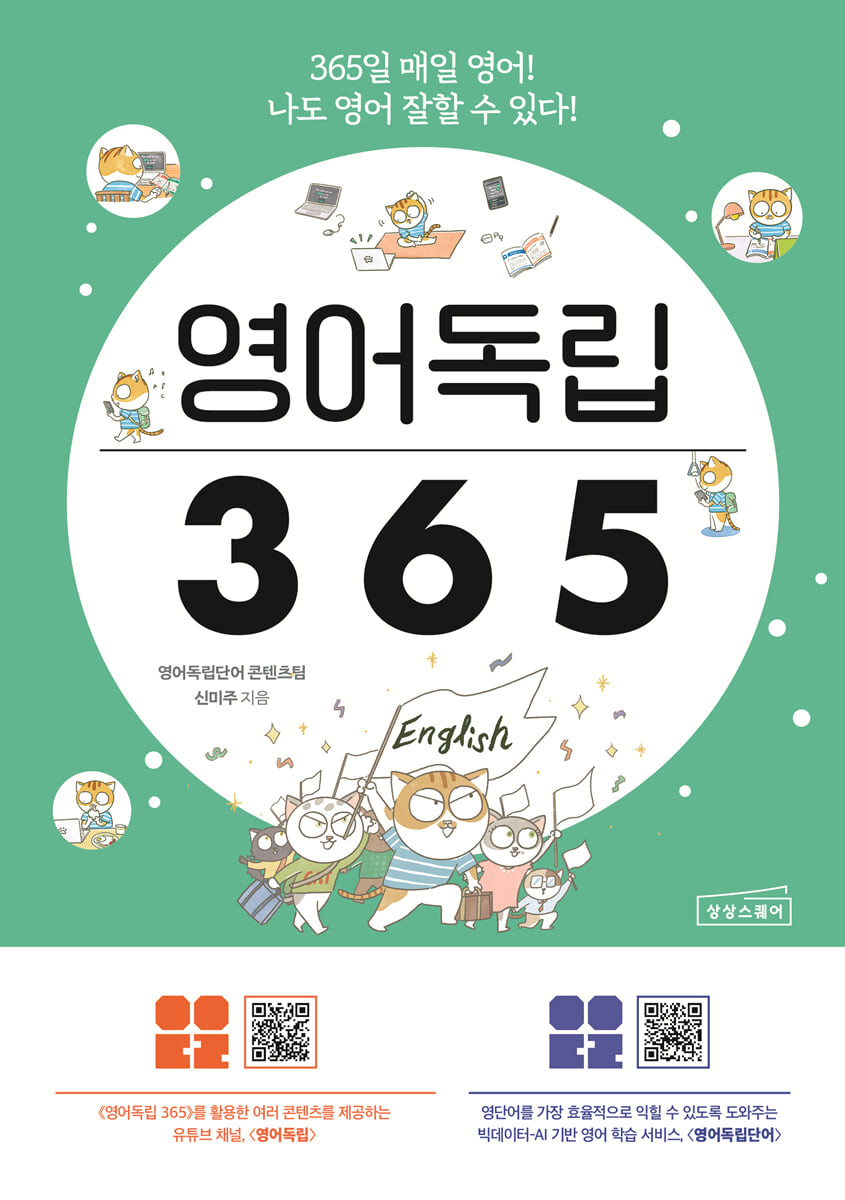 365일 매일 영어!
나도 영어 잘할 수 있다!
영어독립
365
영어독립단어 콘텐츠팀
신미주 지음
English
상상스퀘어
《영어독립 365》를 활용한 여러 콘텐츠를 제공하는
유튜브 채널, 〈영어독립〉
영단어를 가장 효율적으로 익힐 수 있도록 도와주는
빅데이터-AI 기반 영어 학습 서비스, 〈영어독립단어〉